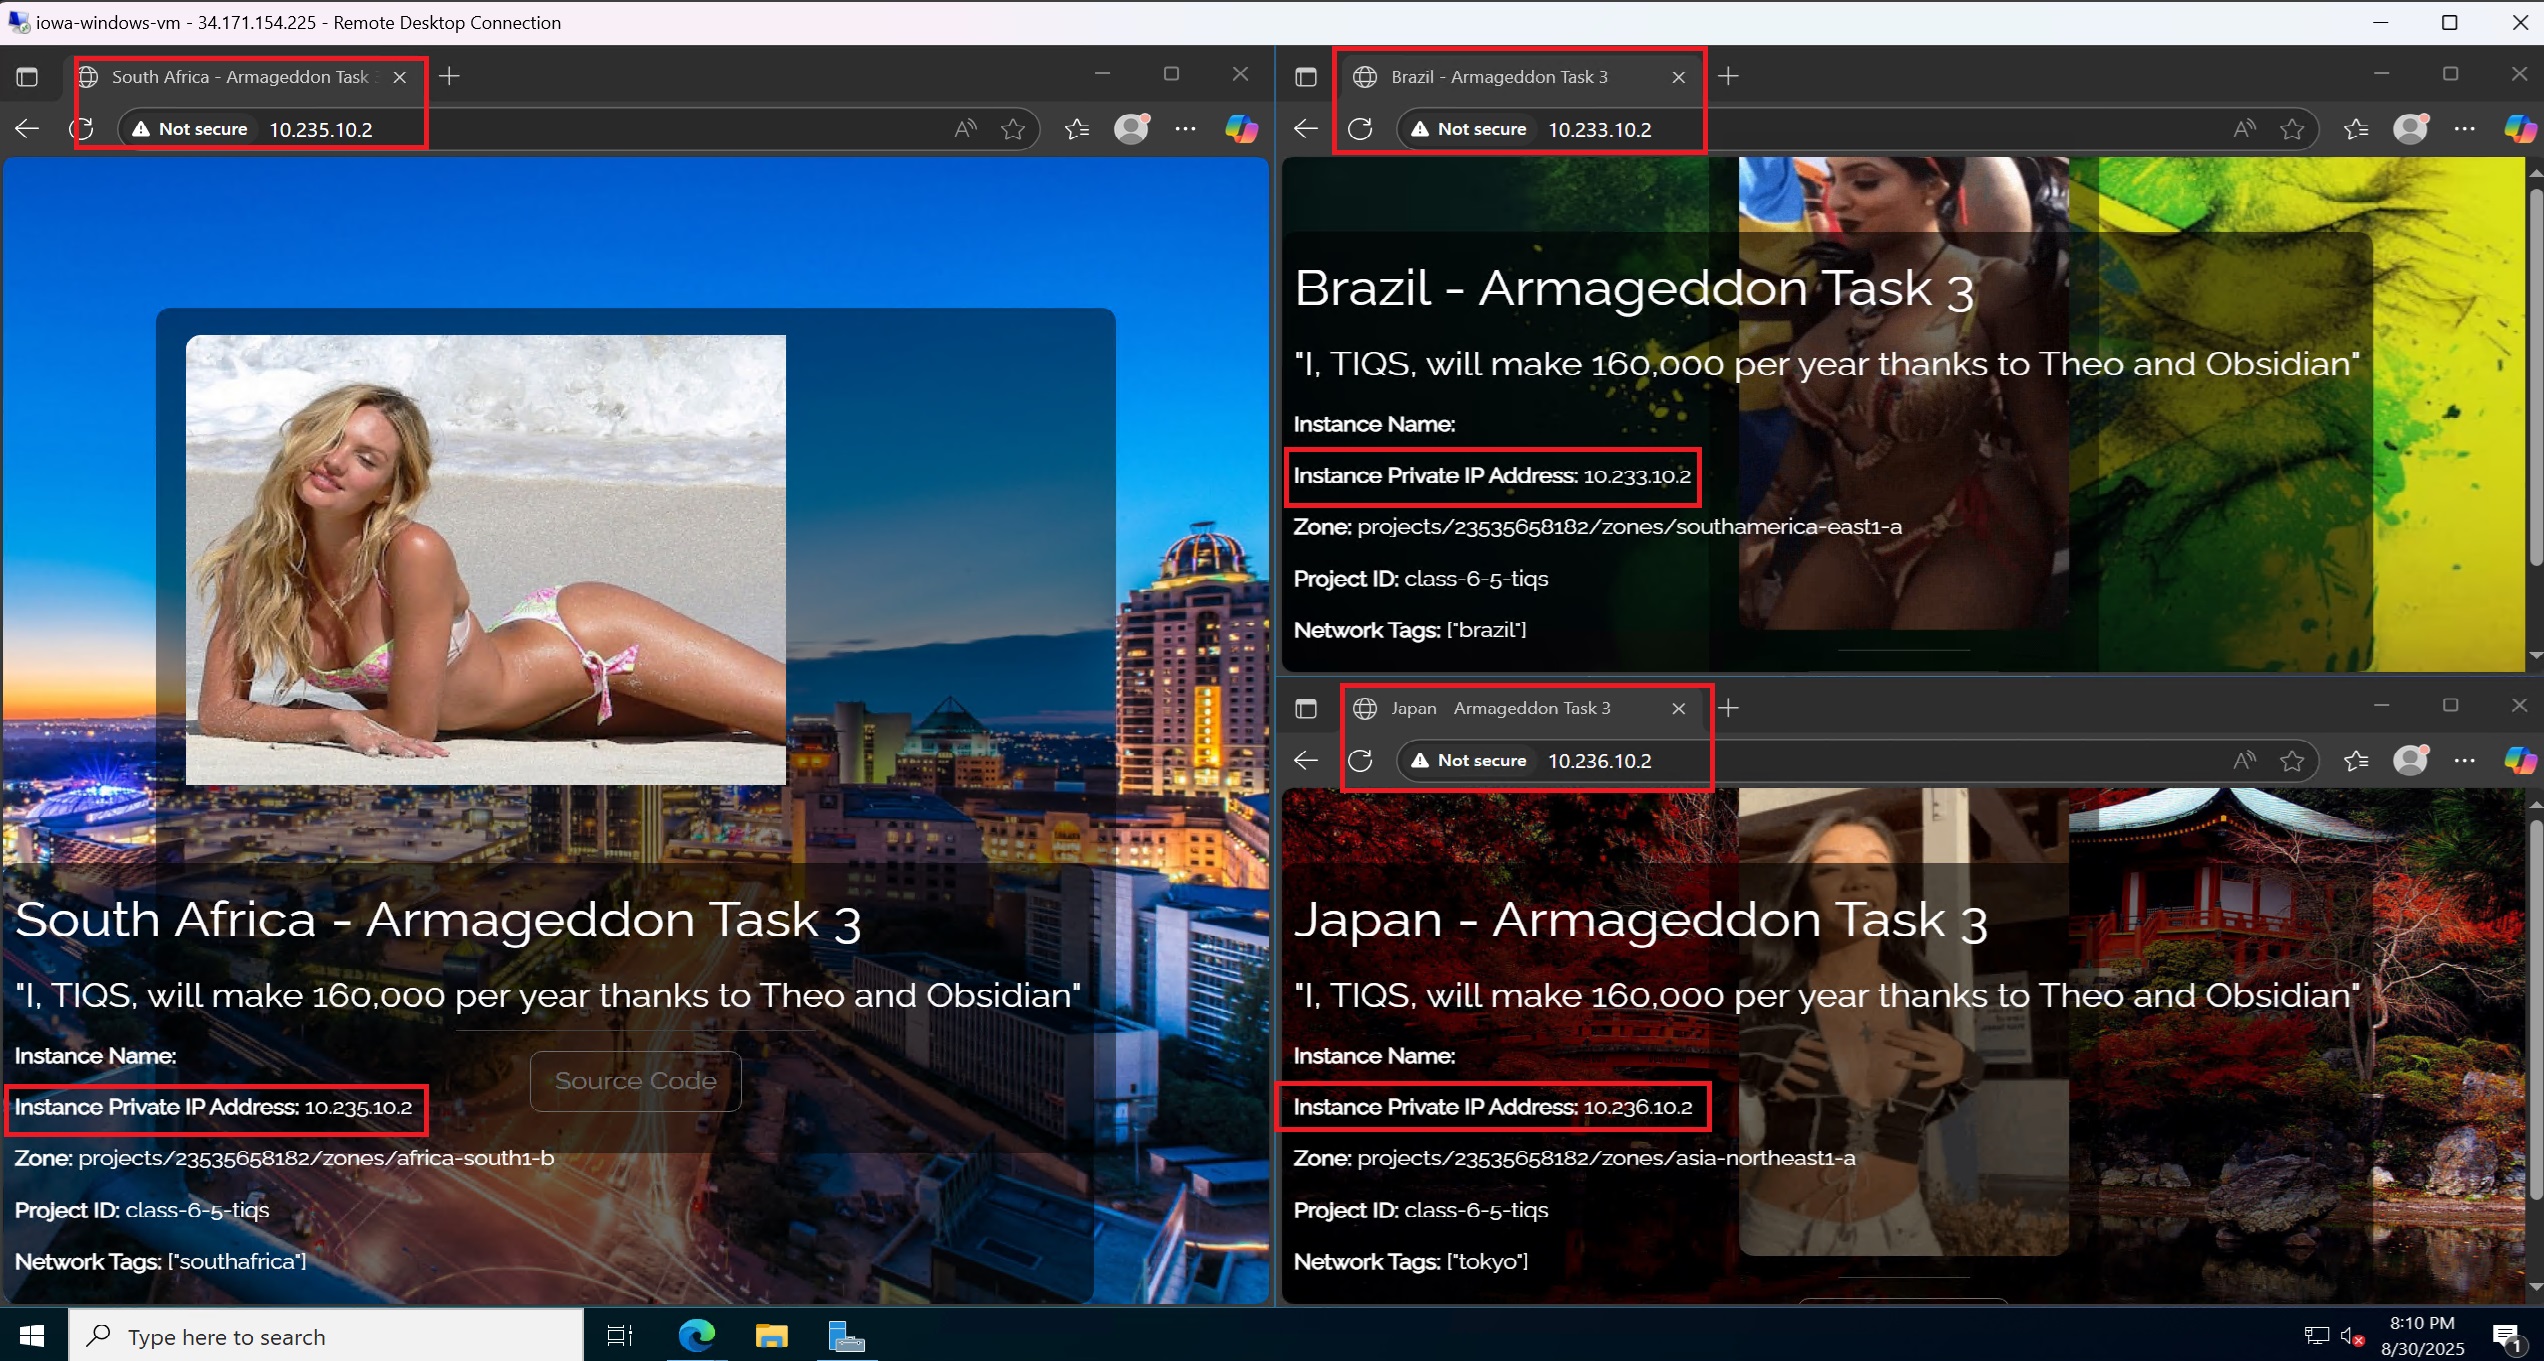 iowa-windows-vm - 34.171.154.225 - Remote Desktop Connection
South Africa - Armageddon Task
Not secure 10.235.10.2
South Africa - Armageddon Task 3
"I, TIQS, will make 160,000 per year thanks to Theo and Obsidian"
Instance Name:
Source Code
Instance Private IP Address: 10.235.10.2
Zone: projects/23535658182/zones/africa-south1-b
Project ID: class-6-5-tiqs
Network Tags: ["southafrica"]
Brazil - Armageddon Task 3
Not secure 10.233.10.2
Brazil - Armageddon Task 3
"I, TIQS, will make 160,000 per year thanks to Theo and Obsidian"
Instance Name:
Instance Private IP Address: 10.233.10.2
Zone: projects/23535658182/zones/southamerica-east1-a
Project ID: class-6-5-tiqs
Network Tags: ["brazil"]
Japan Armageddon Task 3
Not secure 10.236.10.2
Japan - Armageddon Task 3
"I, TIQS, will make 160,000 per year thanks to Theo and Obsidian"
Instance Name:
Instance Private IP Address: 10.236.10.2
Zone: projects/23535658182/zones/asia-northeast1-a
Project ID: class-6-5-tiqs
Network Tags: ["tokyo"]
Type here to search
8:10 PM
8/30/2025
1